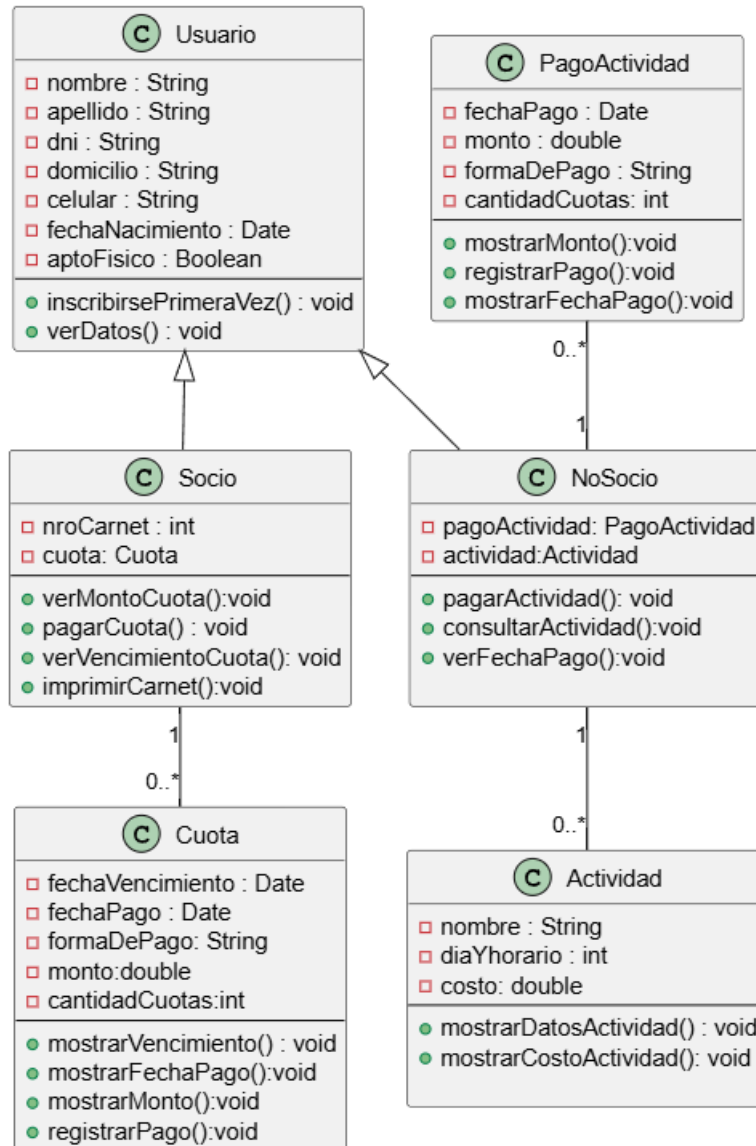 C Usuario
nombre : String
apellido : String
dni : String
domicilio : String
celular : String
fechaNacimiento : Date
aptoFisico : Boolean
inscribirsePrimeraVez() : void
verDatos() : void
C PagoActividad
fechaPago : Date
monto : double
formaDePago : String
cantidadCuotas: int
mostrarMonto():void
registrarPago():void
mostrarFechaPago():void
0..*
1
C Socio
nroCarnet : int
cuota: Cuota
verMontoCuota():void
pagarCuota() : void
verVencimientoCuota(): void
imprimirCarnet():void
C NoSocio
pagoActividad: PagoActividad
actividad:Actividad
pagarActividad(): void
consultarActividad():void
verFechaPago():void
1
0..*
1
0..*
C Cuota
fechaVencimiento : Date
fechaPago : Date
formaDePago: String
monto:double
cantidadCuotas:int
mostrarVencimiento() : void
mostrarFechaPago():void
mostrarMonto():void
registrarPago():void
C Actividad
nombre : String
diaYhorario : int
costo: double
mostrarDatosActividad() : void
mostrarCostoActividad(): void